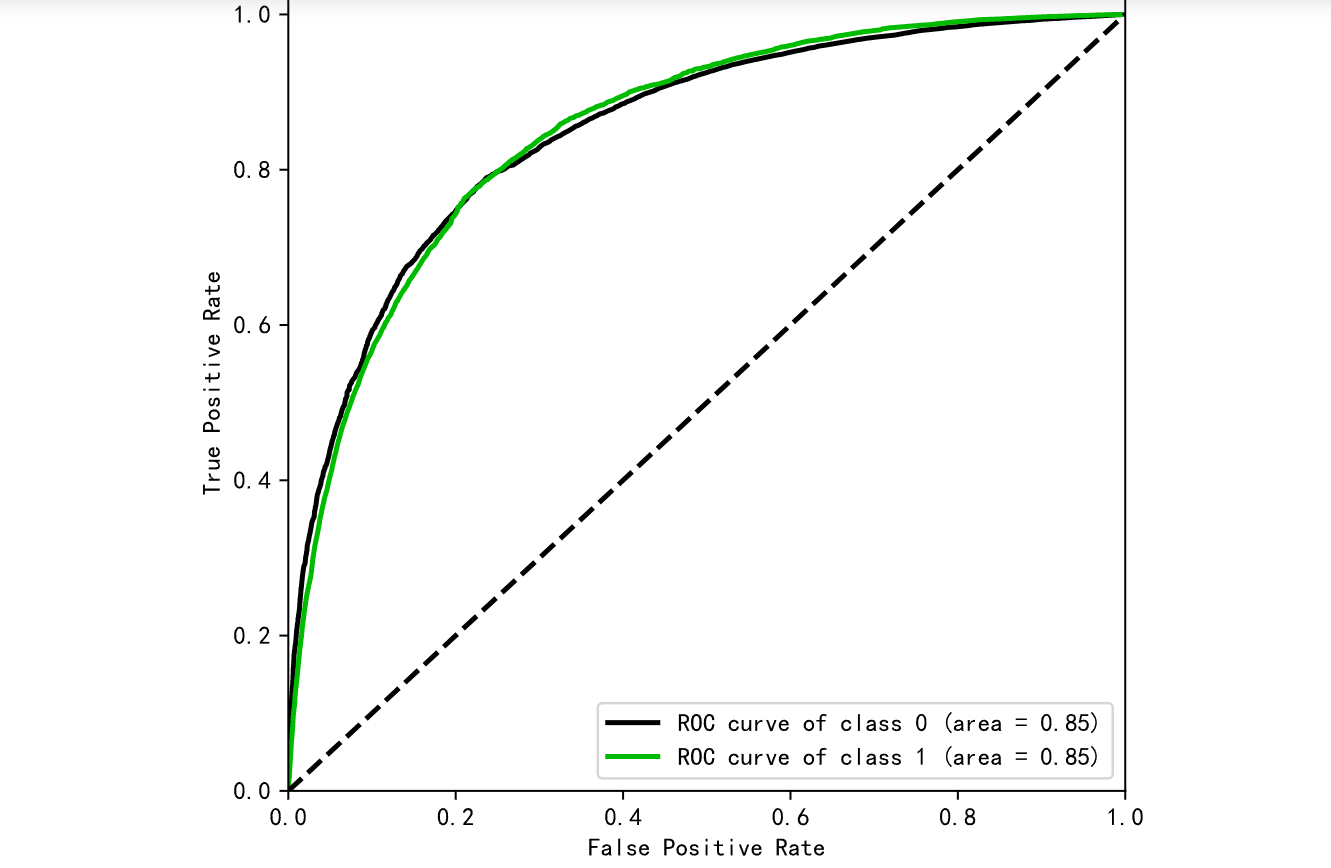 1.0
0.8
0.6
0.4
0.2
0.0
True Positive Rate
ROC curve of class 0 (area = 0.85)
ROC curve of class 1 (area = 0.85)
0.0 0.2 0.4 0.6 0.8 1.0
False Positive Rate